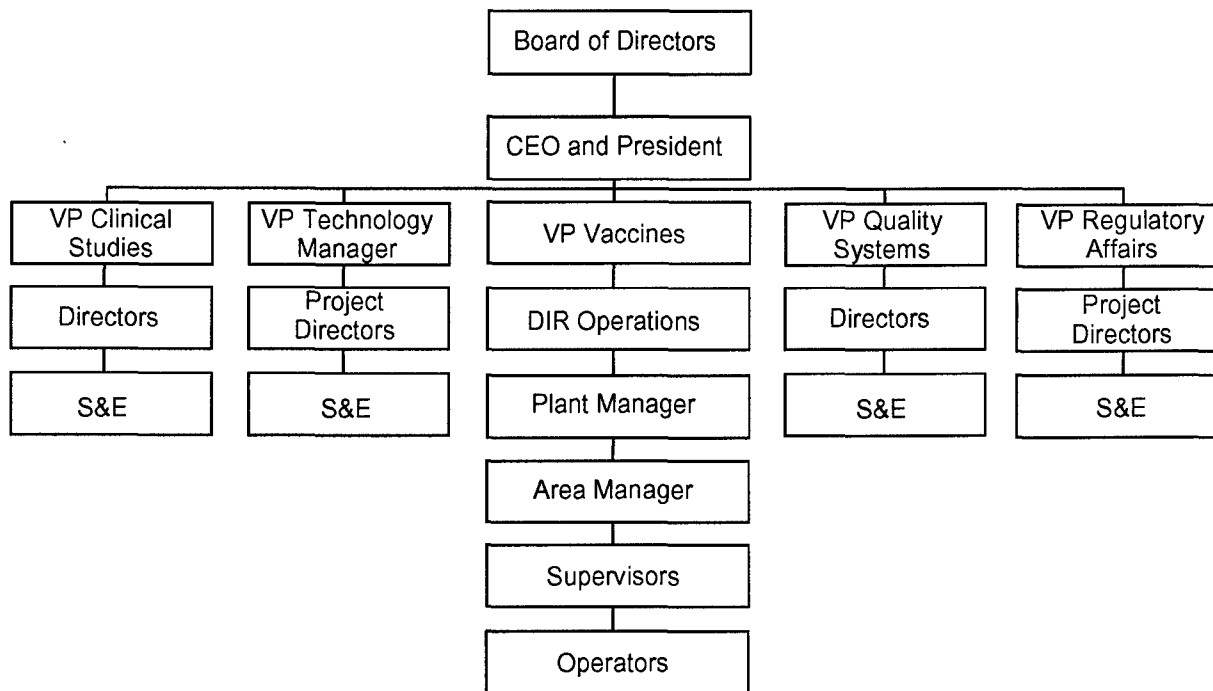 Board of Directors
CEO and President
VP Clinical
Studies
VP Technology
Manager
VP Vaccines
VP Quality
Systems
VP Regulatory
Affairs
Directors
Project
Directors
DIR Operations
Directors
Project
Directors
S&E
S&E
Plant Manager
S&E
S&E
Area Manager
Supervisors
Operators